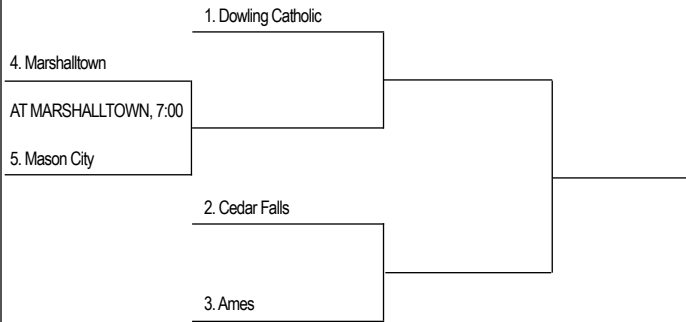 1. Dowling Catholic
4. Marshalltown
AT MARSHALLTOWN, 7:00
5. Mason City
2. Cedar Falls
3. Ames